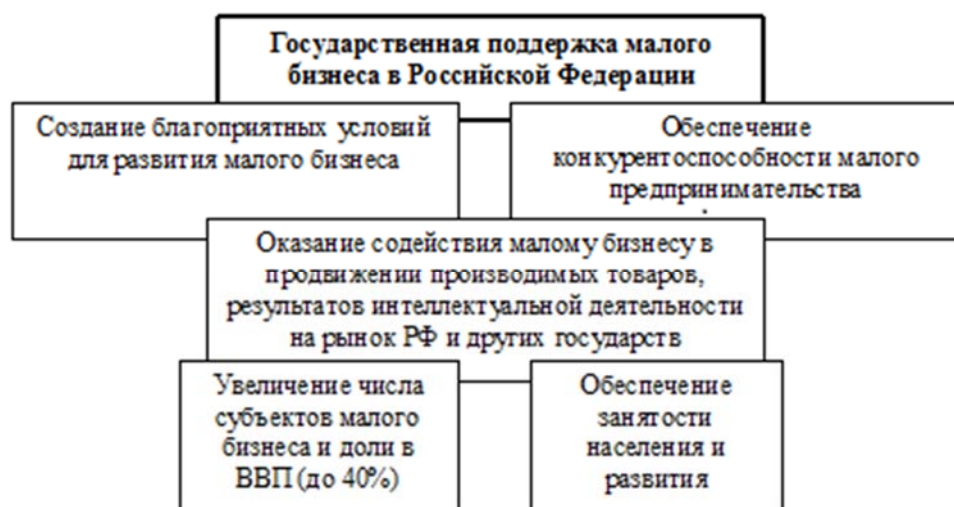 Государственная поддержка малого
бизнеса в Российской Федерации
Создание благоприятных условий
для развития малого бизнеса
Обеспечение
конкурентоспособности малого
предпринимательства
Оказание содействия малому бизнесу в
продвижении производимых товаров,
результатов интеллектуальной деятельности
на рынок РФ и других государств
Увеличение числа
субъектов малого
бизнеса и доли в
ВВП (до 40%)
Обеспечение
занятости
населения и
развития